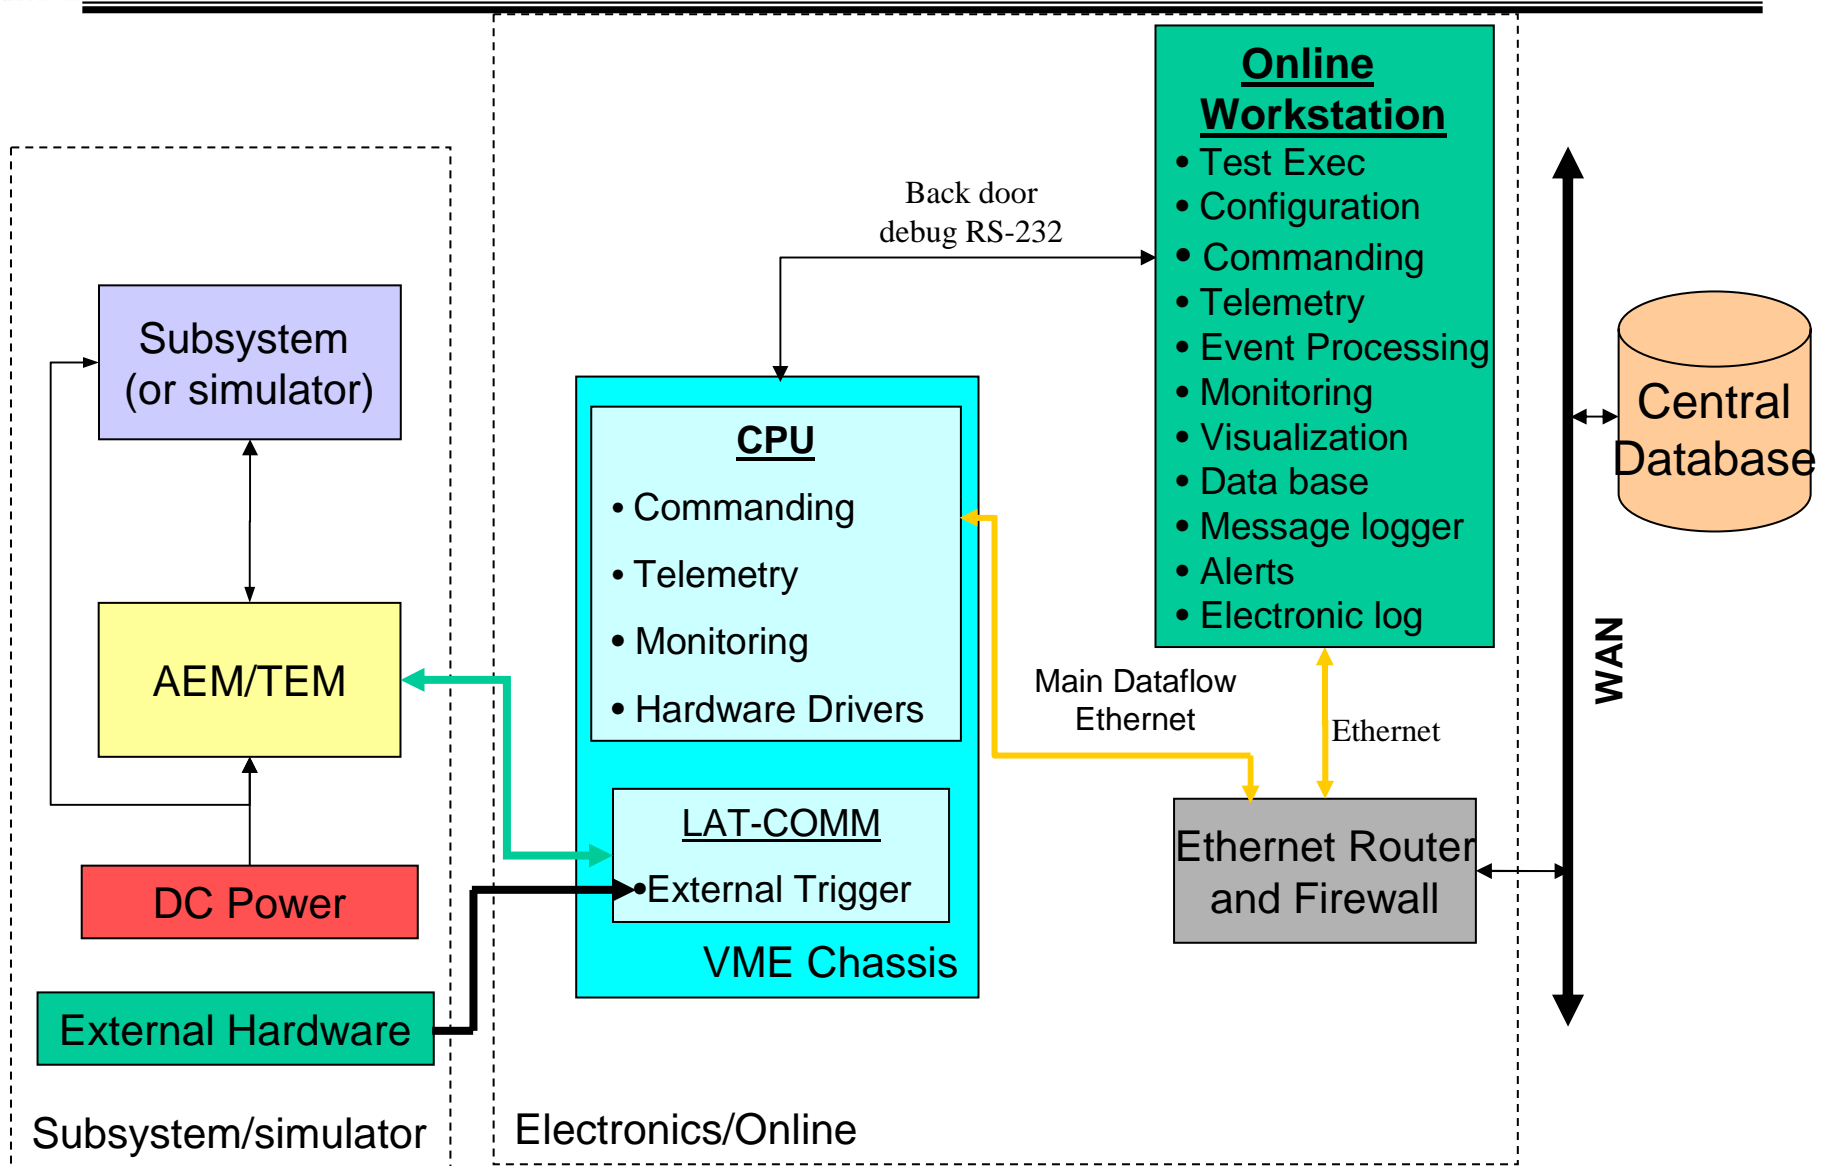 Online
Workstation
• Test Exec
• Configuration
• Commanding
• Telemetry
• Event Processing
• Monitoring
• Visualization
• Data base
• Message logger
• Alerts
• Electronic log
Back door
debug RS-232
Subsystem
(or simulator)
CPU
• Commanding
• Telemetry
• Monitoring
• Hardware Drivers
Central
Database
WAN
AEM/TEM
Main Dataflow
Ethernet
Ethernet
LAT-COMM
•External Trigger
VME Chassis
Ethernet Router
and Firewall
DC Power
External Hardware
Subsystem/simulator
Electronics/Online